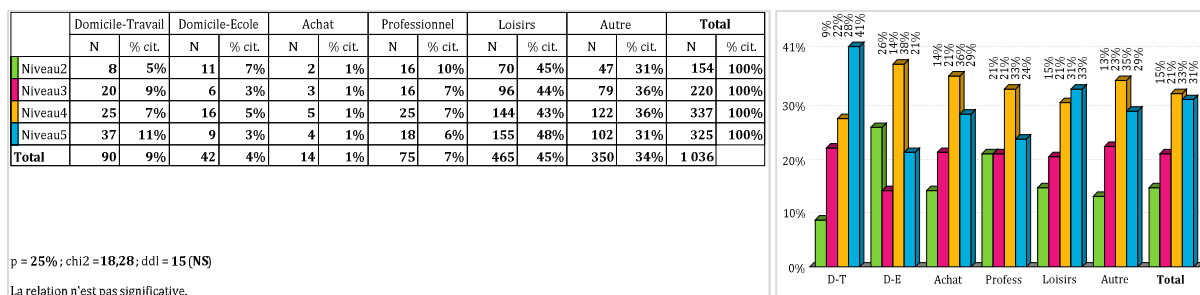 Domicile-Travail Domicile-Ecole Achat Professionnel Loisirs Autre Total
N % cit. N % cit. N % cit. N % cit. N % cit. N % cit. N % cit.
Niveau2 8 5% 11 7% 2 1% 16 10% 70 45% 47 31% 154 100%
Niveau3 20 9% 6 3% 3 1% 16 7% 96 44% 79 36% 220 100%
Niveau4 25 7% 16 5% 5 1% 25 7% 144 43% 122 36% 337 100%
Niveau5 37 11% 9 3% 4 1% 18 6% 155 48% 102 31% 325 100%
Total 90 9% 42 4% 14 1% 75 7% 465 45% 350 34% 1 036
p = 25% ; chi2 = 18,28 ; ddl = 15 (NS)
La relation n'est pas significative.
9% 22% 28% 41% 26% 14% 38% 21% 14% 21% 36% 29% 21% 21% 33% 24% 15% 21% 31% 33% 13% 23% 35% 29% 15% 21% 33% 31%
41%
30%
20%
10%
0%
D-T D-E Achat Profess Loisirs Autre Total